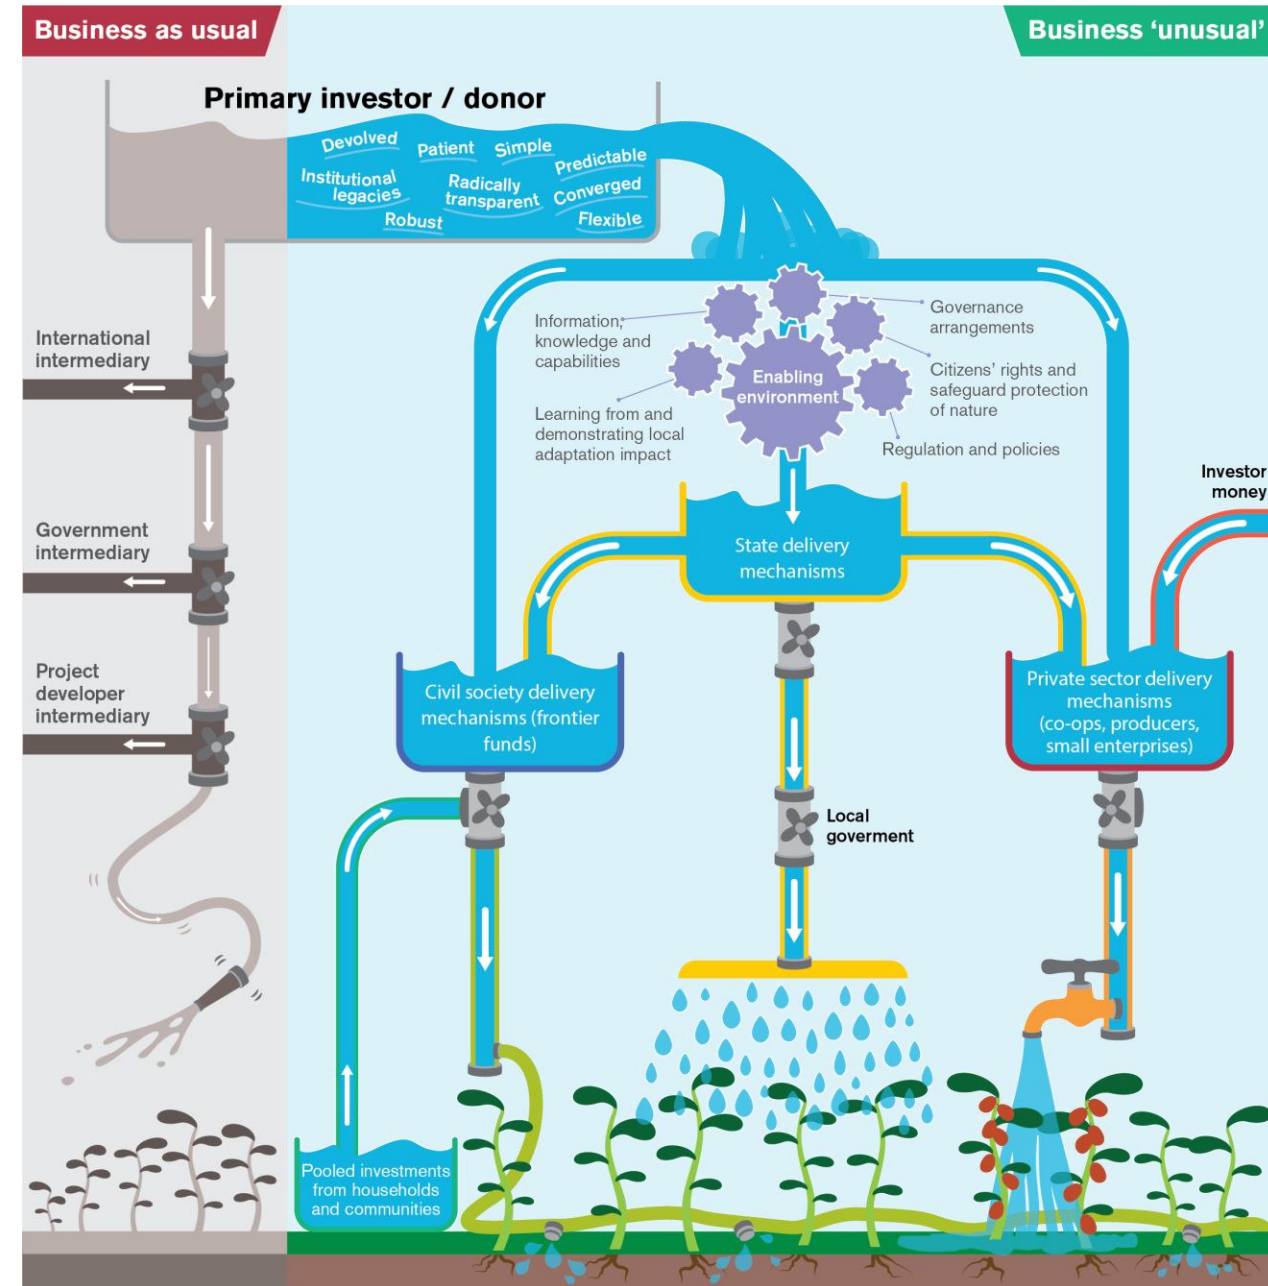 Business as usual
Business ‘unusual’
Primary investor / donor
Devolved
Patient
Simple
Predictable
Institutional
legacies
Radically
transparent
Converged
Robust
Flexible
International
intermediary
Government
intermediary
Project
developer
intermediary
Information,
knowledge and
capabilities
Learning from and
demonstrating local
adaptation impact
Enabling
environment
Governance
arrangements
Citizens’ rights and
safeguard protection
of nature
Regulation and policies
Investor
money
State delivery
mechanisms
Civil society delivery
mechanisms (frontier
funds)
Private sector delivery
mechanisms
(co-ops, producers,
small enterprises)
Local
goverment
Pooled investments
from households
and communities